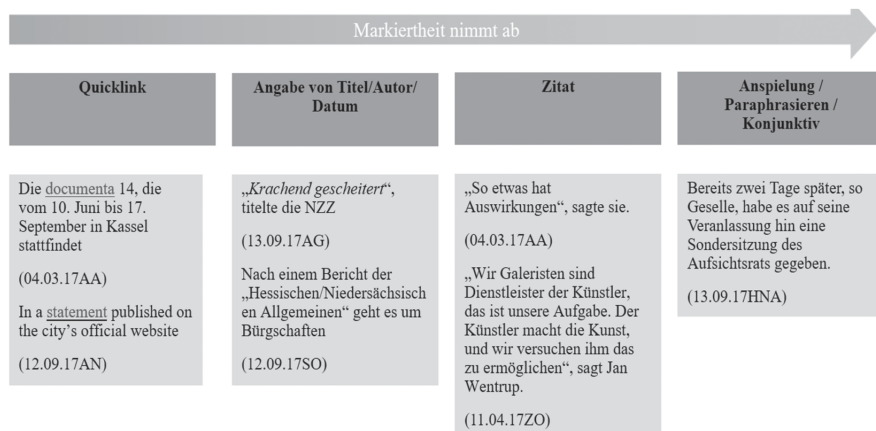 Markiertheit nimmt ab
Quicklink
Die documenta 14, die
vom 10. Juni bis 17.
September in Kassel
stattfindet
(04.03.17AA)
In a statement published on
the city's official website
(12.09.17AN)
Angabe von Titel/Autor/
Datum
„Krachend gescheitert“,
titelte die NZZ
(13.09.17AG)
Nach einem Bericht der
„Hessischen/Niedersächsisch
en Allgemeinen“ geht es um
Bürgschaften
(12.09.17SO)
Zitat
„So etwas hat
Auswirkungen“, sagte sie.
(04.03.17AA)
„Wir Galeristen sind
Dienstleister der Künstler,
das ist unsere Aufgabe. Der
Künstler macht die Kunst,
und wir versuchen ihm das
zu ermöglichen“, sagt Jan
Wentrup.
(11.04.17ZO)
Anspielung /
Paraphrasieren /
Konjunktiv
Bereits zwei Tage später, so
Geselle, habe es auf seine
Veranlassung hin eine
Sondersitzung des
Aufsichtsrats gegeben.
(13.09.17HNA)